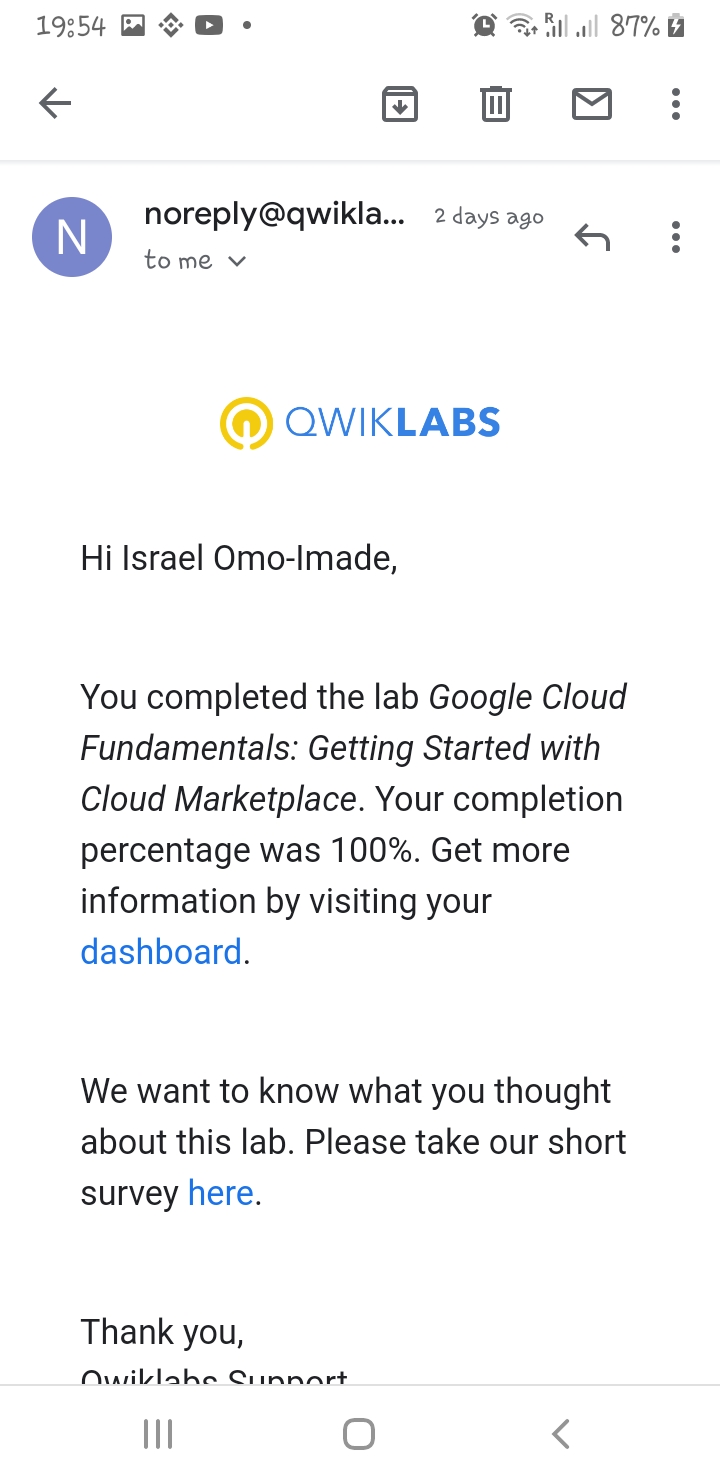 19:54 87%
noreply@qwikla... 2 days ago
N
to me
QWIKLABS
Hi Israel Omo-Imade,
You completed the lab Google Cloud
Fundamentals: Getting Started with
Cloud Marketplace. Your completion
percentage was 100%. Get more
information by visiting your
dashboard.
We want to know what you thought
about this lab. Please take our short
survey here.
Thank you,
Qwiklabs Support